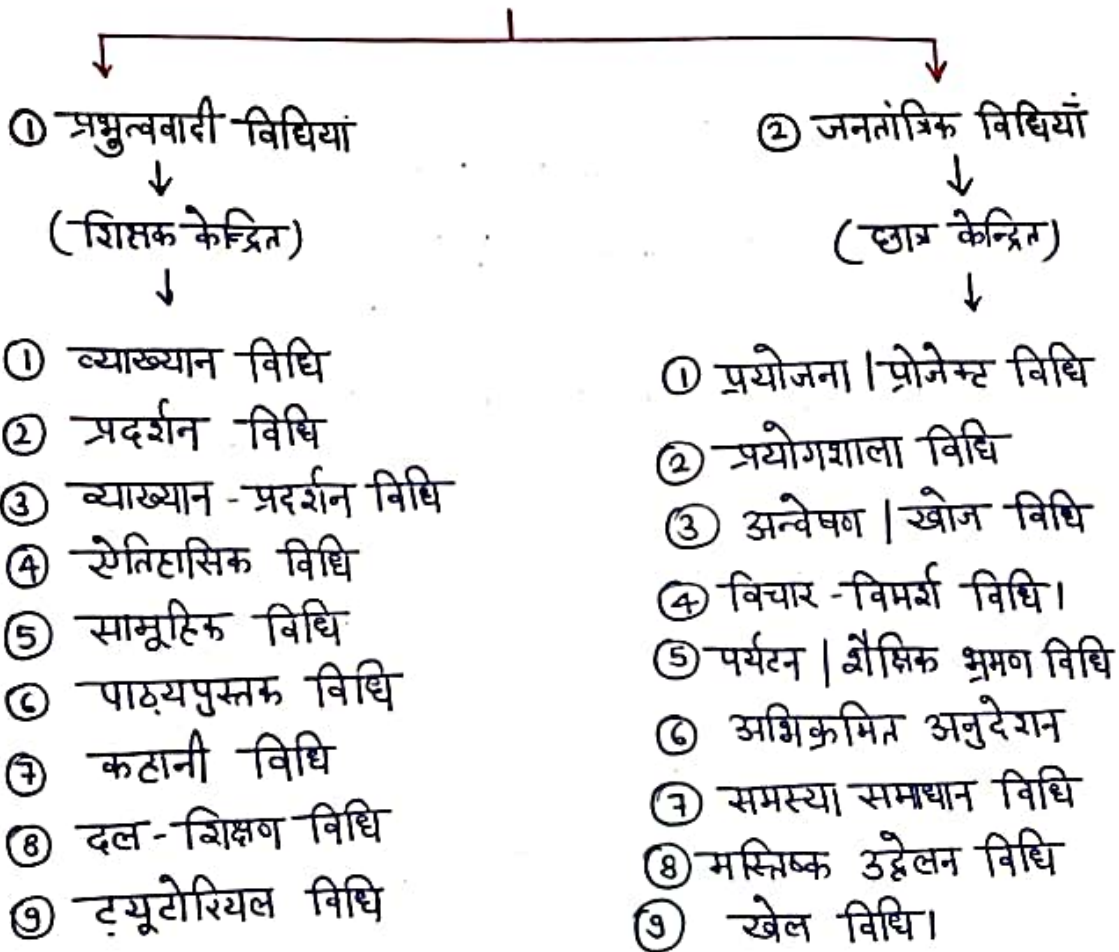 ① प्रभुत्ववादी विधियां
↓
(शिक्षक केन्द्रित)
↓
① व्याख्यान विधि
② प्रदर्शन विधि
③ व्याख्यान - प्रदर्शन विधि
④ ऐतिहासिक विधि
⑤ सामूहिक विधि
⑥ पाठ्यपुस्तक विधि
⑦ कहानी विधि
⑧ दल - शिक्षण विधि
⑨ ट्यूटोरियल विधि
② जनतांत्रिक विधियाँ
↓
(छात्र केन्द्रित)
↓
① प्रयोजना | प्रोजेक्ट विधि
② प्रयोगशाला विधि
③ अन्वेषण | खोज विधि
④ विचार - विमर्श विधि।
⑤ पर्यटन | शैक्षिक भ्रमण विधि
⑥ अभिक्रमित अनुदेशन
⑦ समस्या समाधान विधि
⑧ मस्तिष्क उद्वेलन विधि
⑨ खेल विधि।